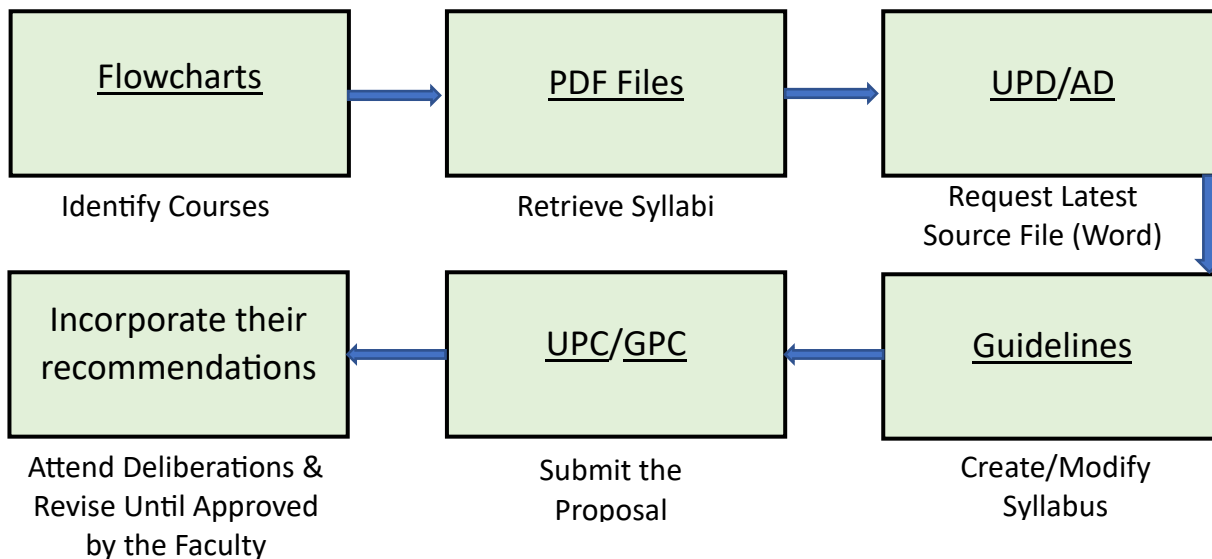 Flowcharts
Identify Courses
PDF Files
Retrieve Syllabi
UPD/AD
Request Latest
Source File (Word)
Guidelines
Create/Modify
Syllabus
UPC/GPC
Submit the
Proposal
Incorporate their
recommendations
Attend Deliberations &
Revise Until Approved
by the Faculty